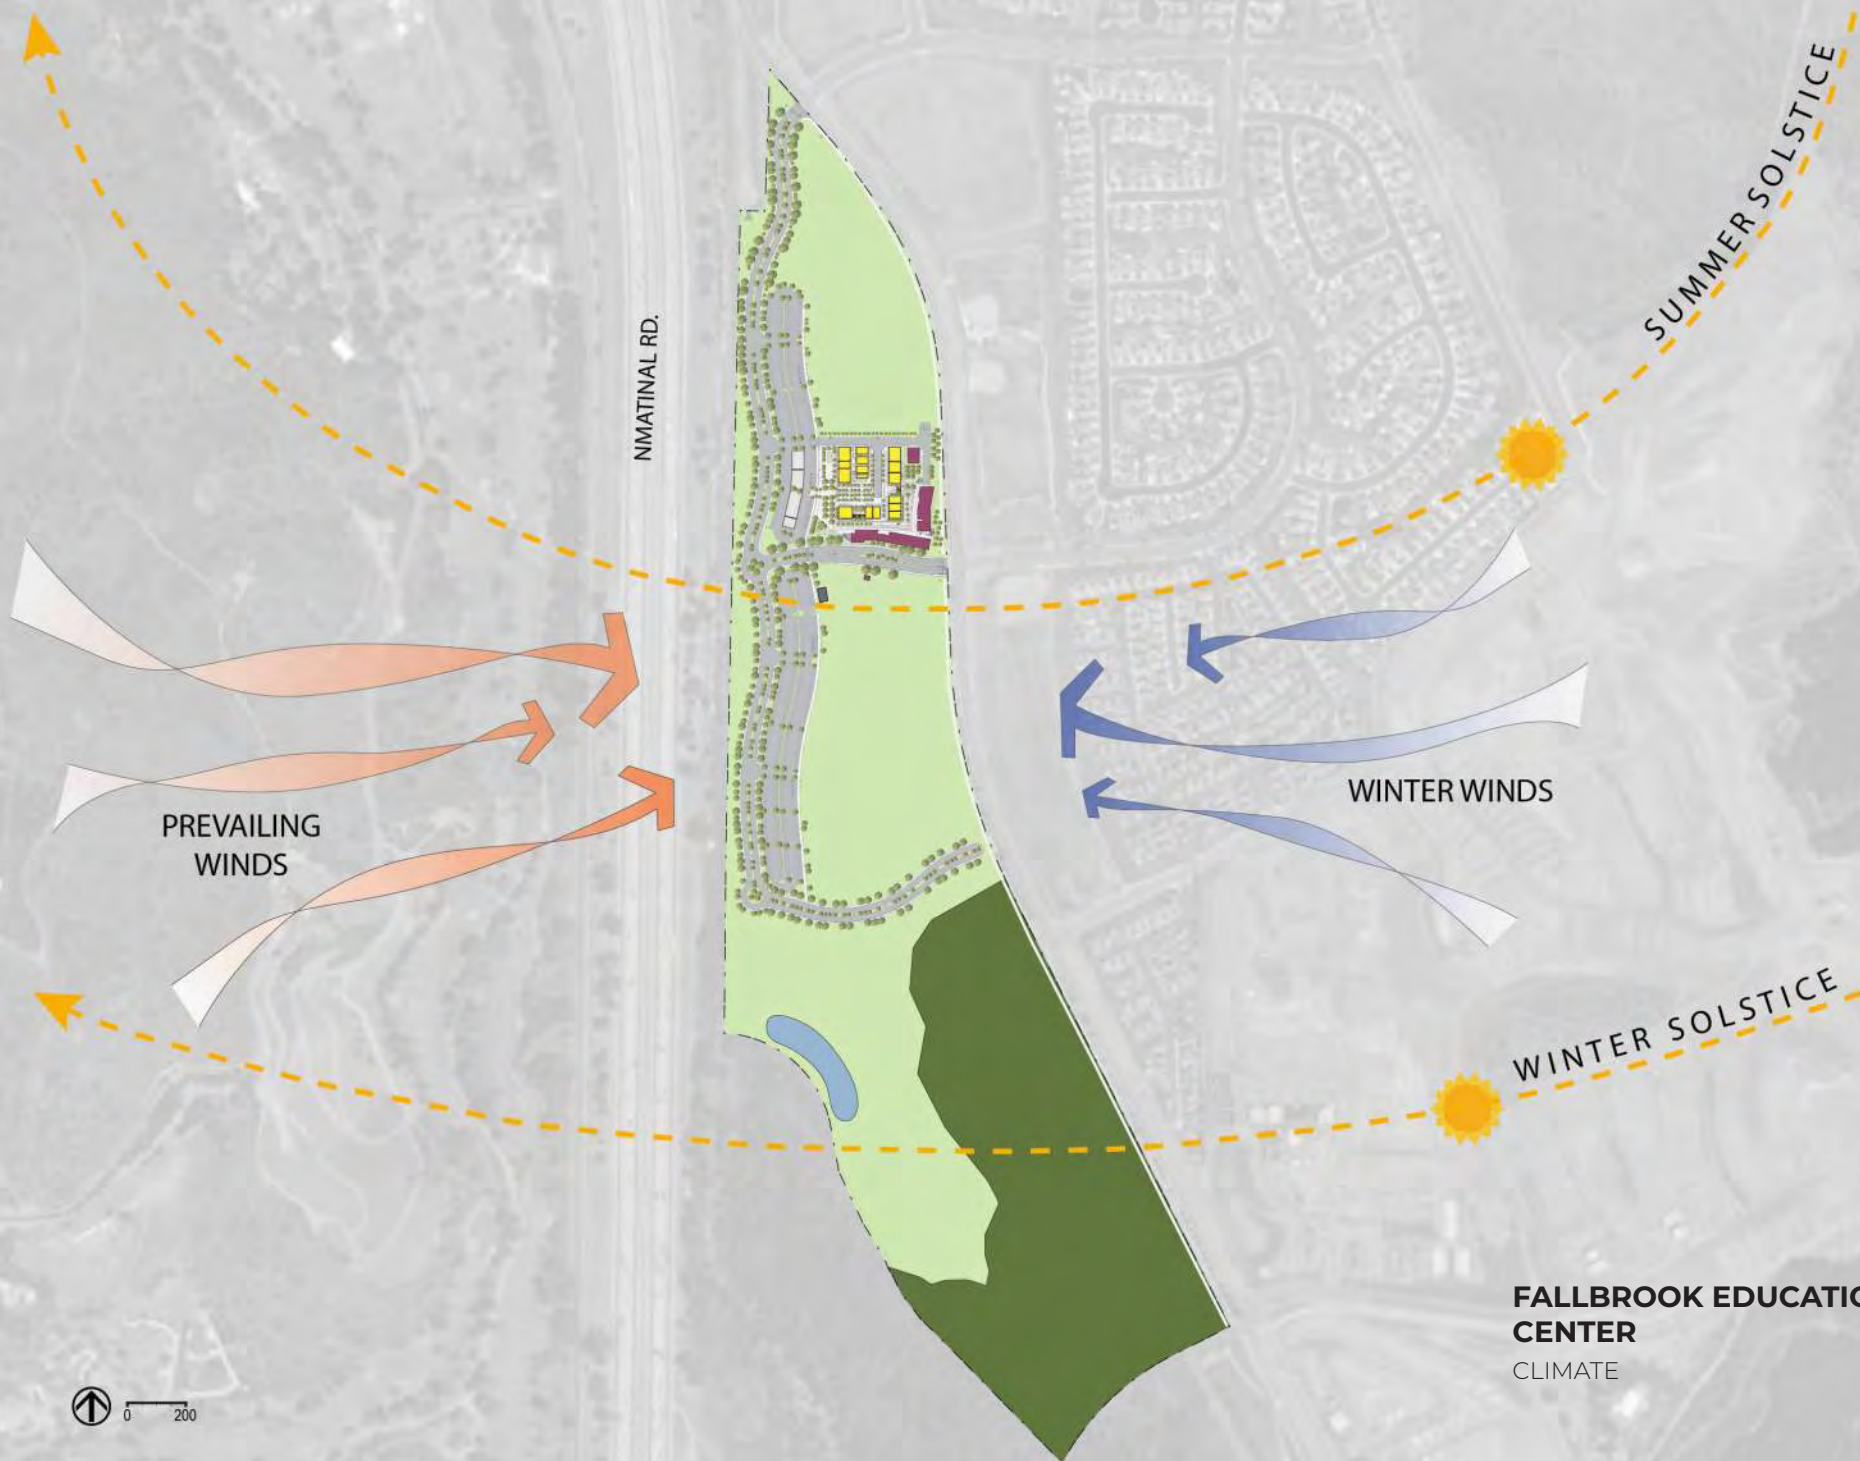 SUMMER SOLSTICE
NMATINAL RD.
PREVAILING
WINDS
WINTER WINDS
WINTER SOLSTICE
FALLBROOK EDUCATIO
CENTER
CLIMATE
0 200